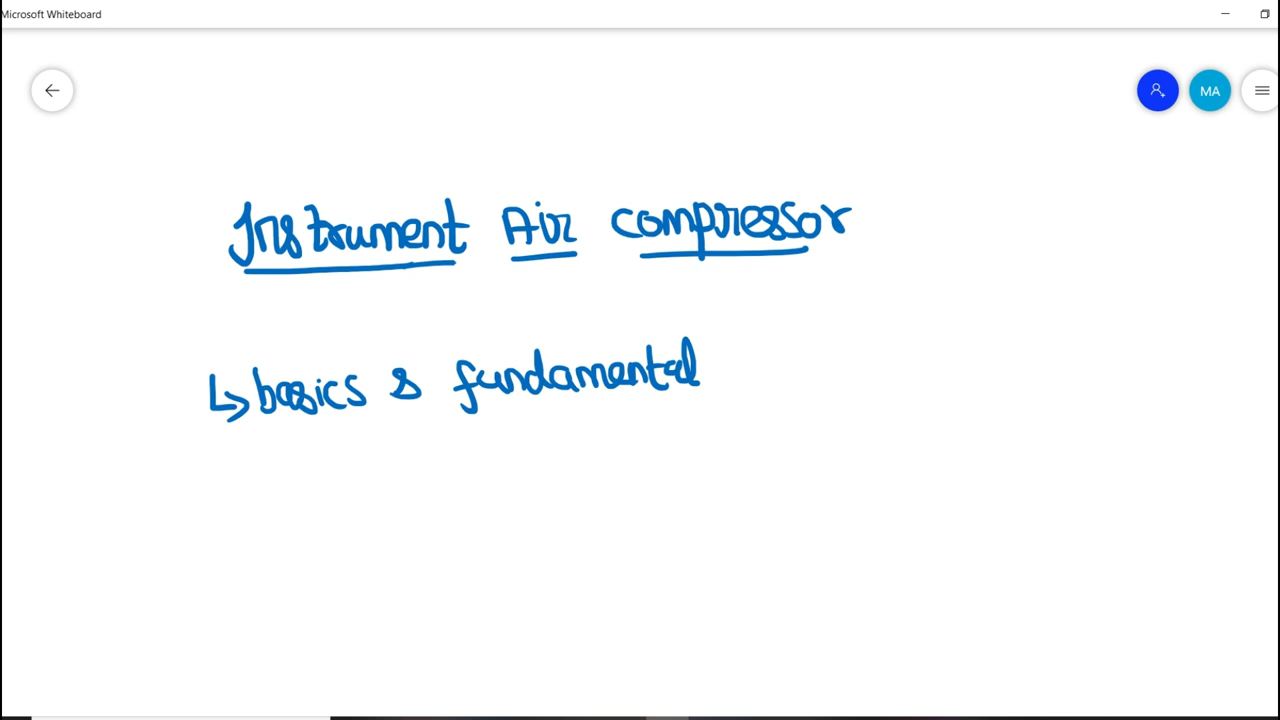 Microsoft Whiteboard
MA
Instrument Air compressor
↳ basics & fundamental